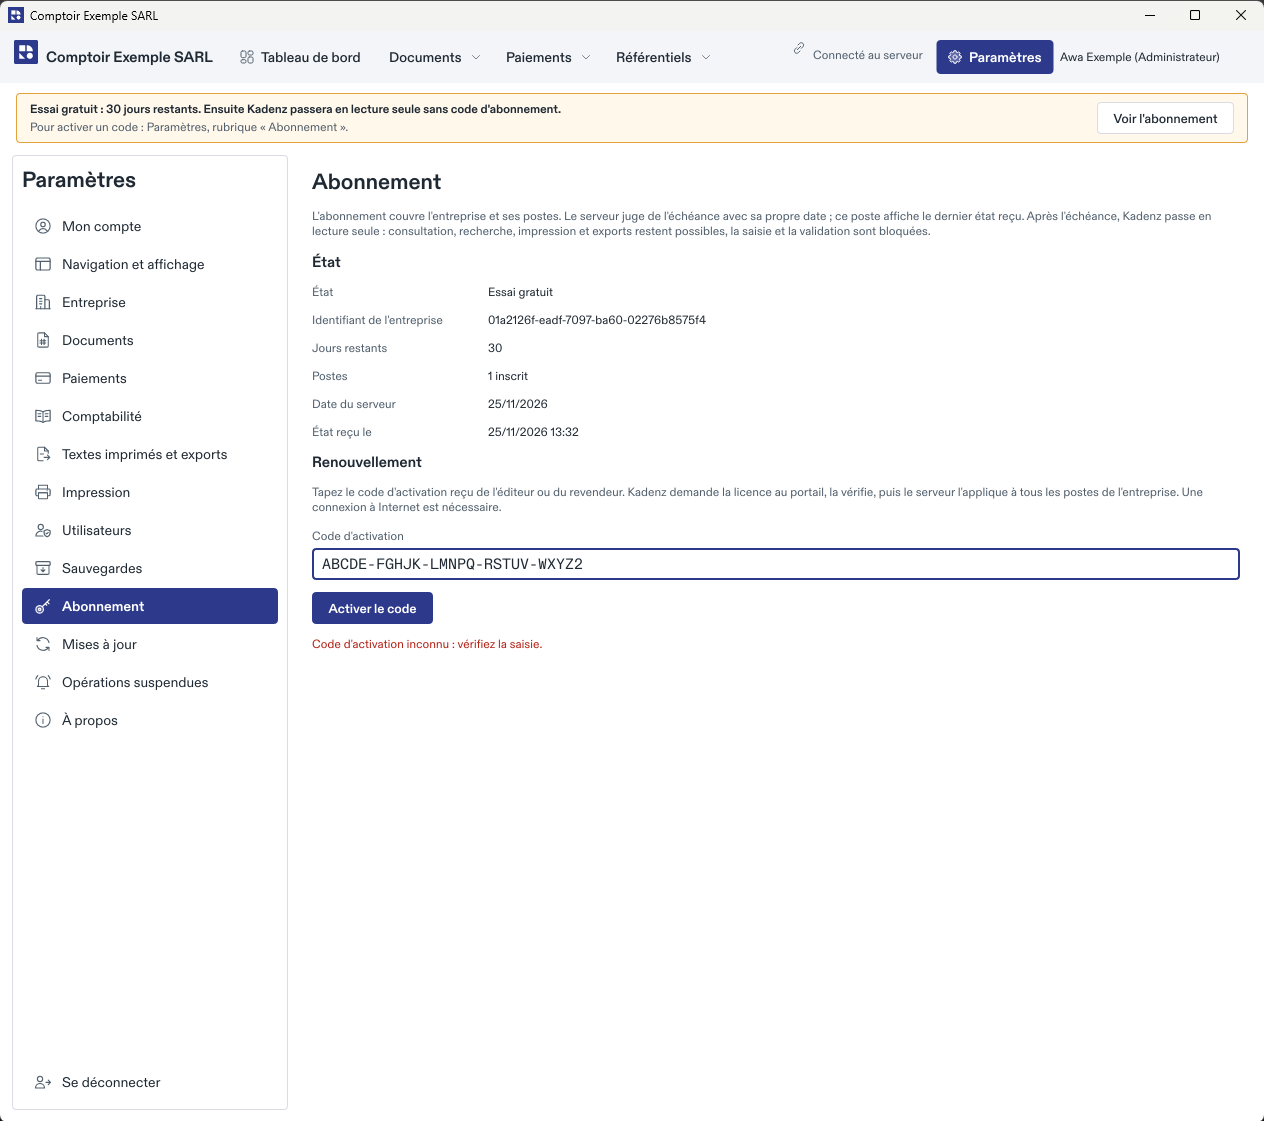 Comptoir Exemple SARL
Comptoir Exemple SARL
Tableau de bord
Documents
Paiements
Référentiels
Connecté au serveur
Paramètres
Awa Exemple (Administrateur)
Essai gratuit : 30 jours restants. Ensuite Kadenz passera en lecture seule sans code d'abonnement.
Pour activer un code : Paramètres, rubrique « Abonnement ».
Voir l'abonnement
Paramètres
Mon compte
Navigation et affichage
Entreprise
Documents
Paiements
Comptabilité
Textes imprimés et exports
Impression
Utilisateurs
Sauvegardes
Abonnement
Mises à jour
Opérations suspendues
À propos
Se déconnecter
Abonnement
L'abonnement couvre l'entreprise et ses postes. Le serveur juge de l'échéance avec sa propre date ; ce poste affiche le dernier état reçu. Après l'échéance, Kadenz passe en
lecture seule : consultation, recherche, impression et exports restent possibles, la saisie et la validation sont bloquées.
État
État
Essai gratuit
Identifiant de l'entreprise
01a2126f-eadf-7097-ba60-02276b8575f4
Jours restants
30
Postes
1 inscrit
Date du serveur
25/11/2026
État reçu le
25/11/2026 13:32
Renouvellement
Tapez le code d'activation reçu de l'éditeur ou du revendeur. Kadenz demande la licence au portail, la vérifie, puis le serveur l'applique à tous les postes de l'entreprise. Une
connexion à Internet est nécessaire.
Code d'activation
ABCDE-FGHJK-LMNPQ-RSTUV-WXYZ2
Activer le code
Code d'activation inconnu : vérifiez la saisie.